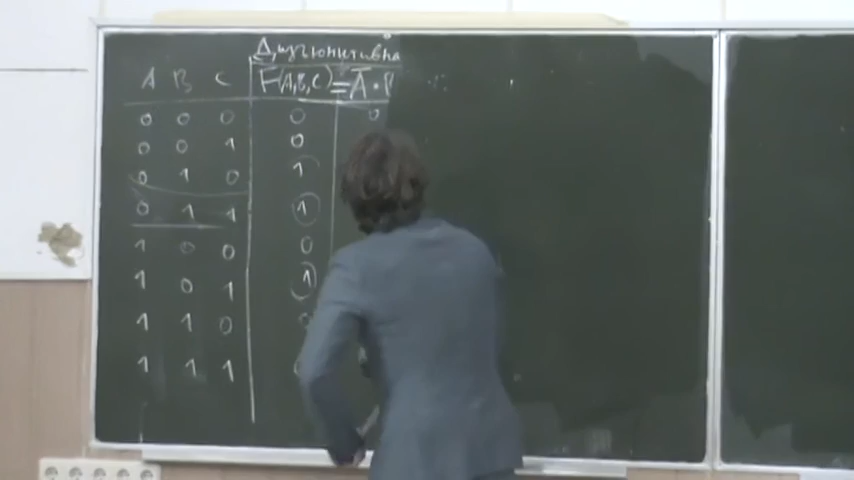 Дизъюнктивна
A B C F(A,B,C) = A̅ •
0 0 0 0 0
0 0 1 0
0 1 0 1
0 1 1 1
1 0 0 0
1 0 1 1
1 1 0
1 1 1